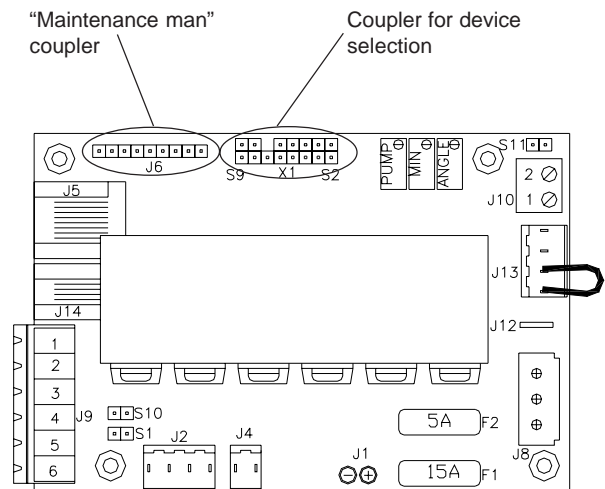 “Maintenance man” coupler
Coupler for device selection
J6
S9
X1
S2
PUMP
MIN
ANGLE
S11
J5
2
J10
1
J13
J14
J12
1
2
3
4
J9
5
6
S10
S1
J2
J4
J1
5A
F2
15A
F1
J8